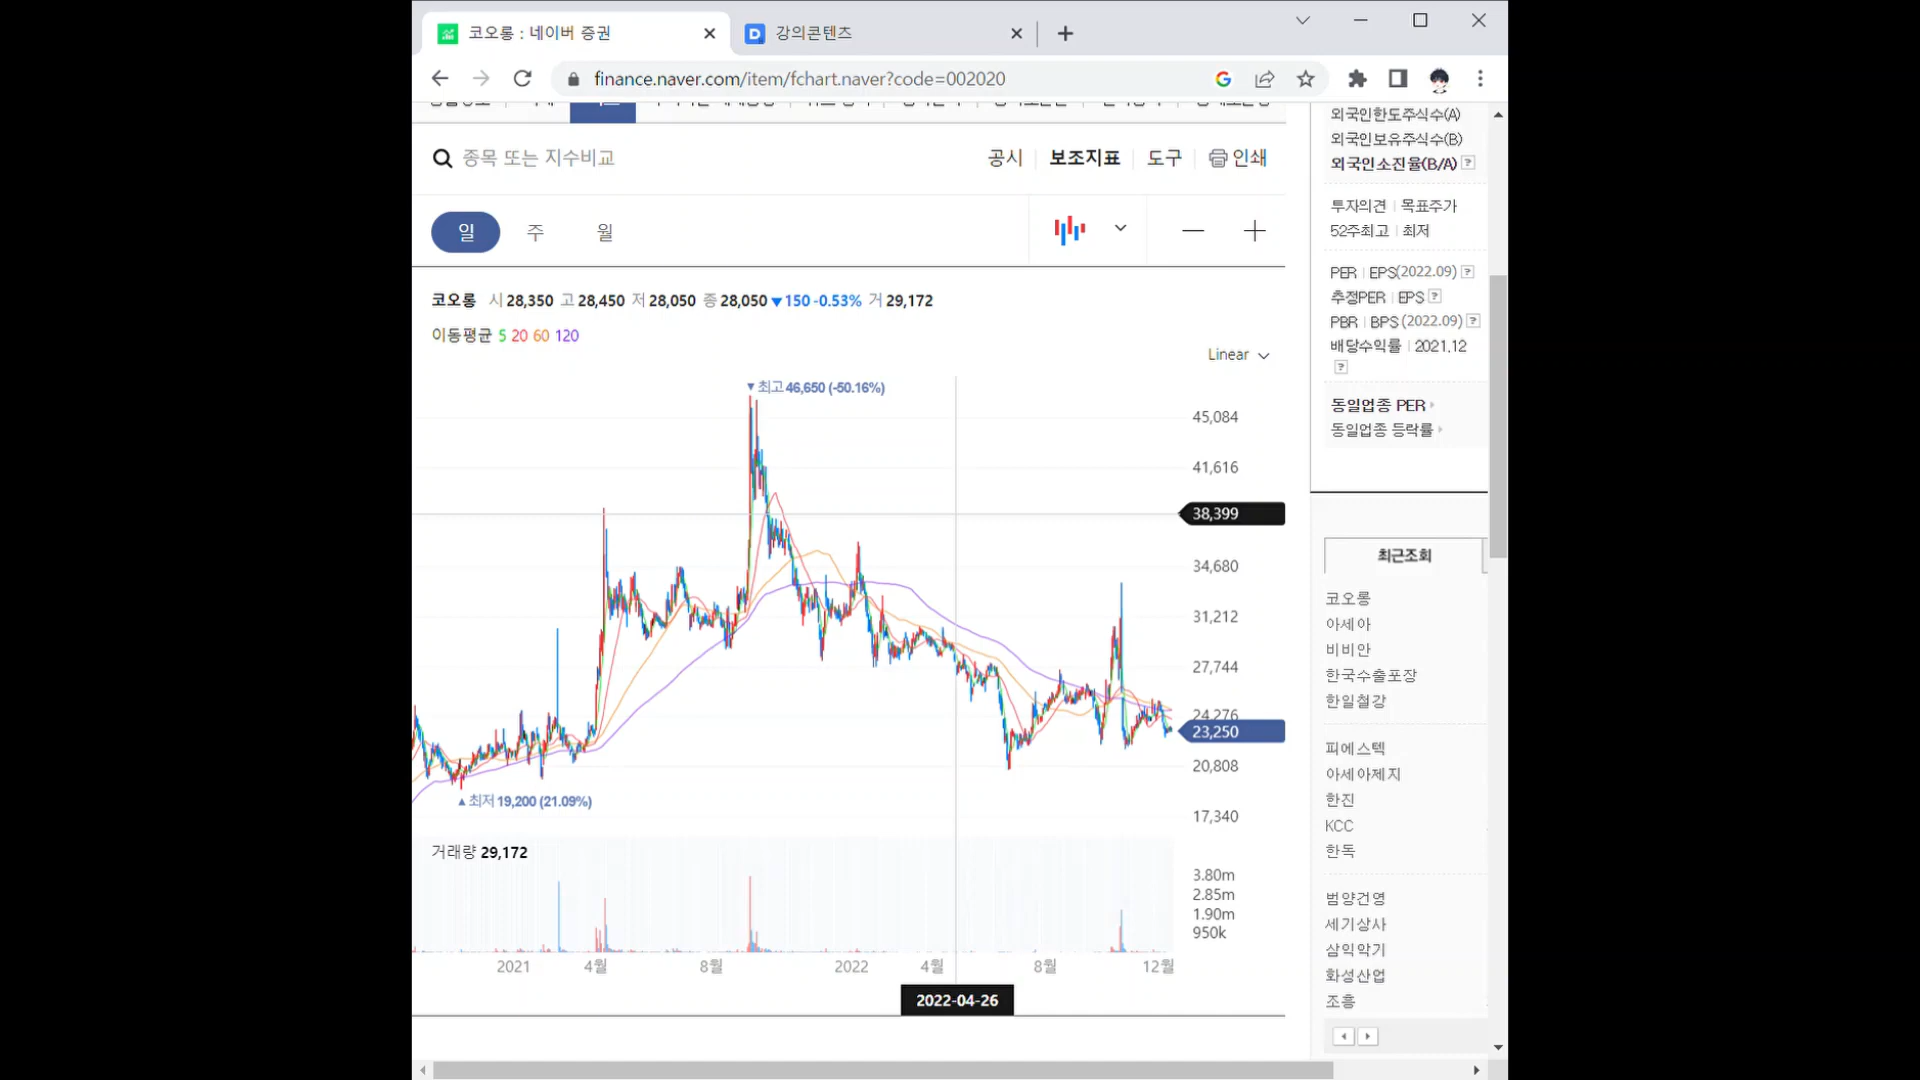 코오롱 : 네이버 증권
강의콘텐츠
finance.naver.com/item/fchart.naver?code=002020
종목 또는 지수비교
공시 보조지표 도구 인쇄
일 주 월
코오롱 시 28,350 고 28,450 저 28,050 종 28,050 ▼150 -0.53% 거 29,172
이동평균 5 20 60 120
Linear
▼최고 46,650 (-50.16%)
45,084
41,616
38,399
34,680
31,212
27,744
24,276
23,250
20,808
17,340
▲최저 19,200 (21.09%)
거래량 29,172
3.80m
2.85m
1.90m
950k
2021 4월 8월 2022 4월 8월 12월
2022-04-26
외국인한도주식수(A)
외국인보유주식수(B)
외국인소진율(B/A) ?
투자의견 | 목표주가
52주최고 | 최저
PER | EPS(2022.09) ?
추정PER | EPS ?
PBR | BPS (2022.09) ?
배당수익률 | 2021.12
?
동일업종 PER
동일업종 등락률
최근조회
코오롱
아세아
비비안
한국수출포장
한일철강
피에스텍
아세아제지
한진
KCC
한독
범양건영
세기상사
삼익악기
화성산업
조흥